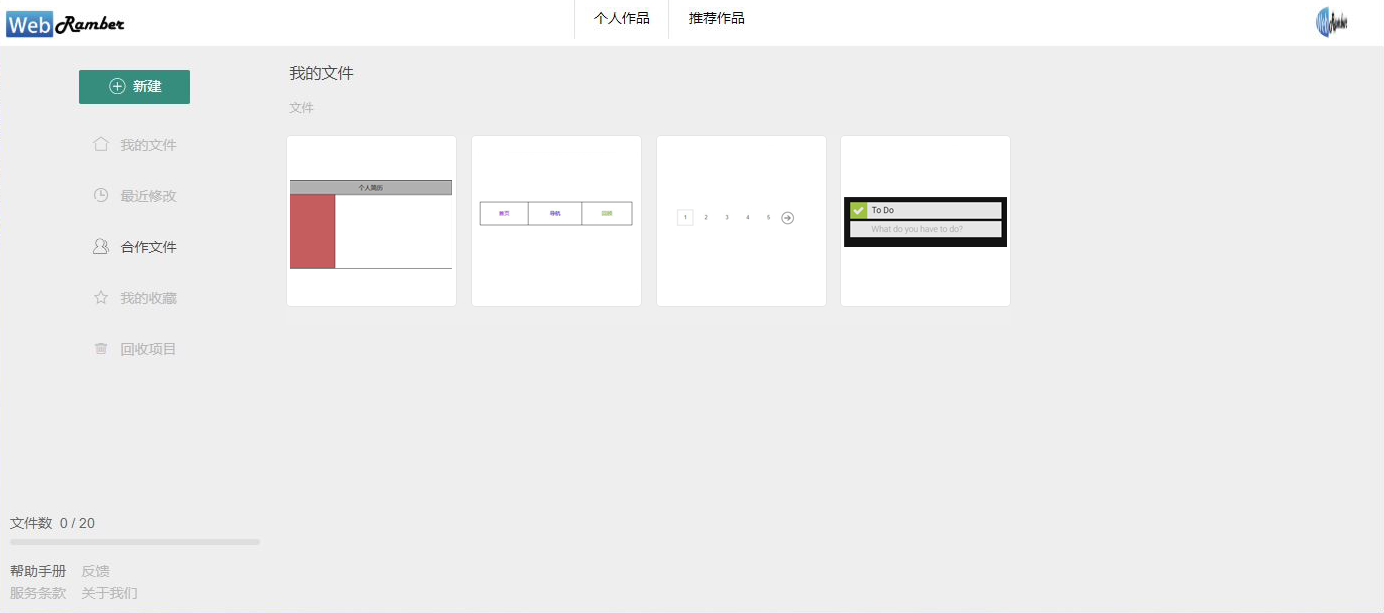 Web Ramber
个人作品 推荐作品
新建
我的文件
最近修改
合作文件
我的收藏
回收项目
我的文件
文件
个人简历
首页 导航
1 2 3 4 5
To Do
What do you have to do?
文件数 0 / 20
帮助手册 反馈
服务条款 关于我们